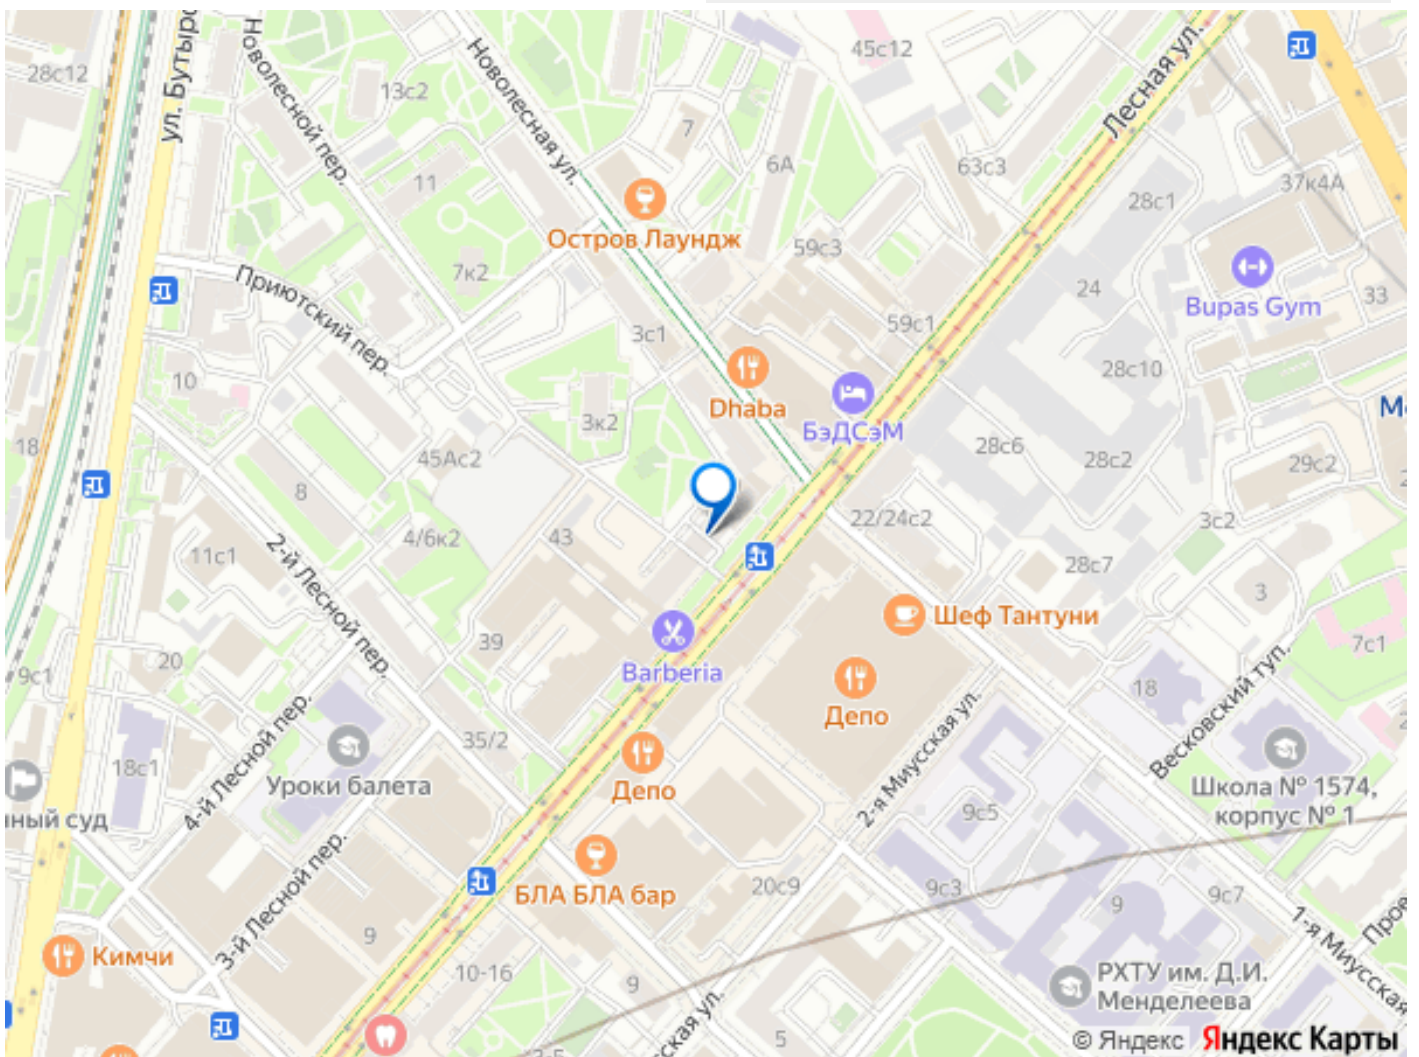 45с12
28с12
ул. Бутырс
Новолесной пер.
13с2
Новолесная ул.
7
6А
63с3
Лесная ул.
37к4А
28с1
11
Остров Лаундж
59с3
7к2
Приютский пер.
24
Bupas Gym
33
59с1
3с1
10
28с10
Dhaba
БэДСэМ
М
3к2
18
45Ас2
28с6
28с2
29с2
8
22/24с2
3с2
11с1
4/6к2
43
2-й Лесной пер.
28с7
3
Шеф Тантуни
7с1
39
20
9с1
Barberia
18
Депо
Весковский туп.
4-й Лесной пер.
35/2
18с1
Уроки балета
Депо
2-я Миусская ул.
Школа № 1574,
корпус № 1
9с5
ный суд
3-й Лесной пер.
БЛА БЛА бар
20с9
9с3
9
9с7
1-я Миусская
Прое
9
Кимчи
10-16
9
РХТУ им. Д.И.
Менделеева
ская ул.
5
© Яндекс Яндекс Карты